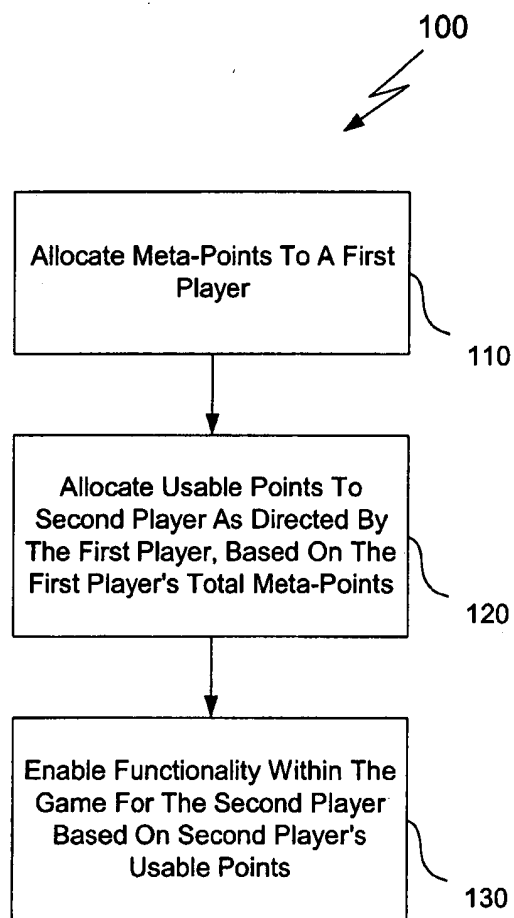 100
Allocate Meta-Points To A First
Player
110
Allocate Usable Points To
Second Player As Directed By
The First Player, Based On The
First Player's Total Meta-Points
120
Enable Functionality Within The
Game For The Second Player
Based On Second Player's
Usable Points
130